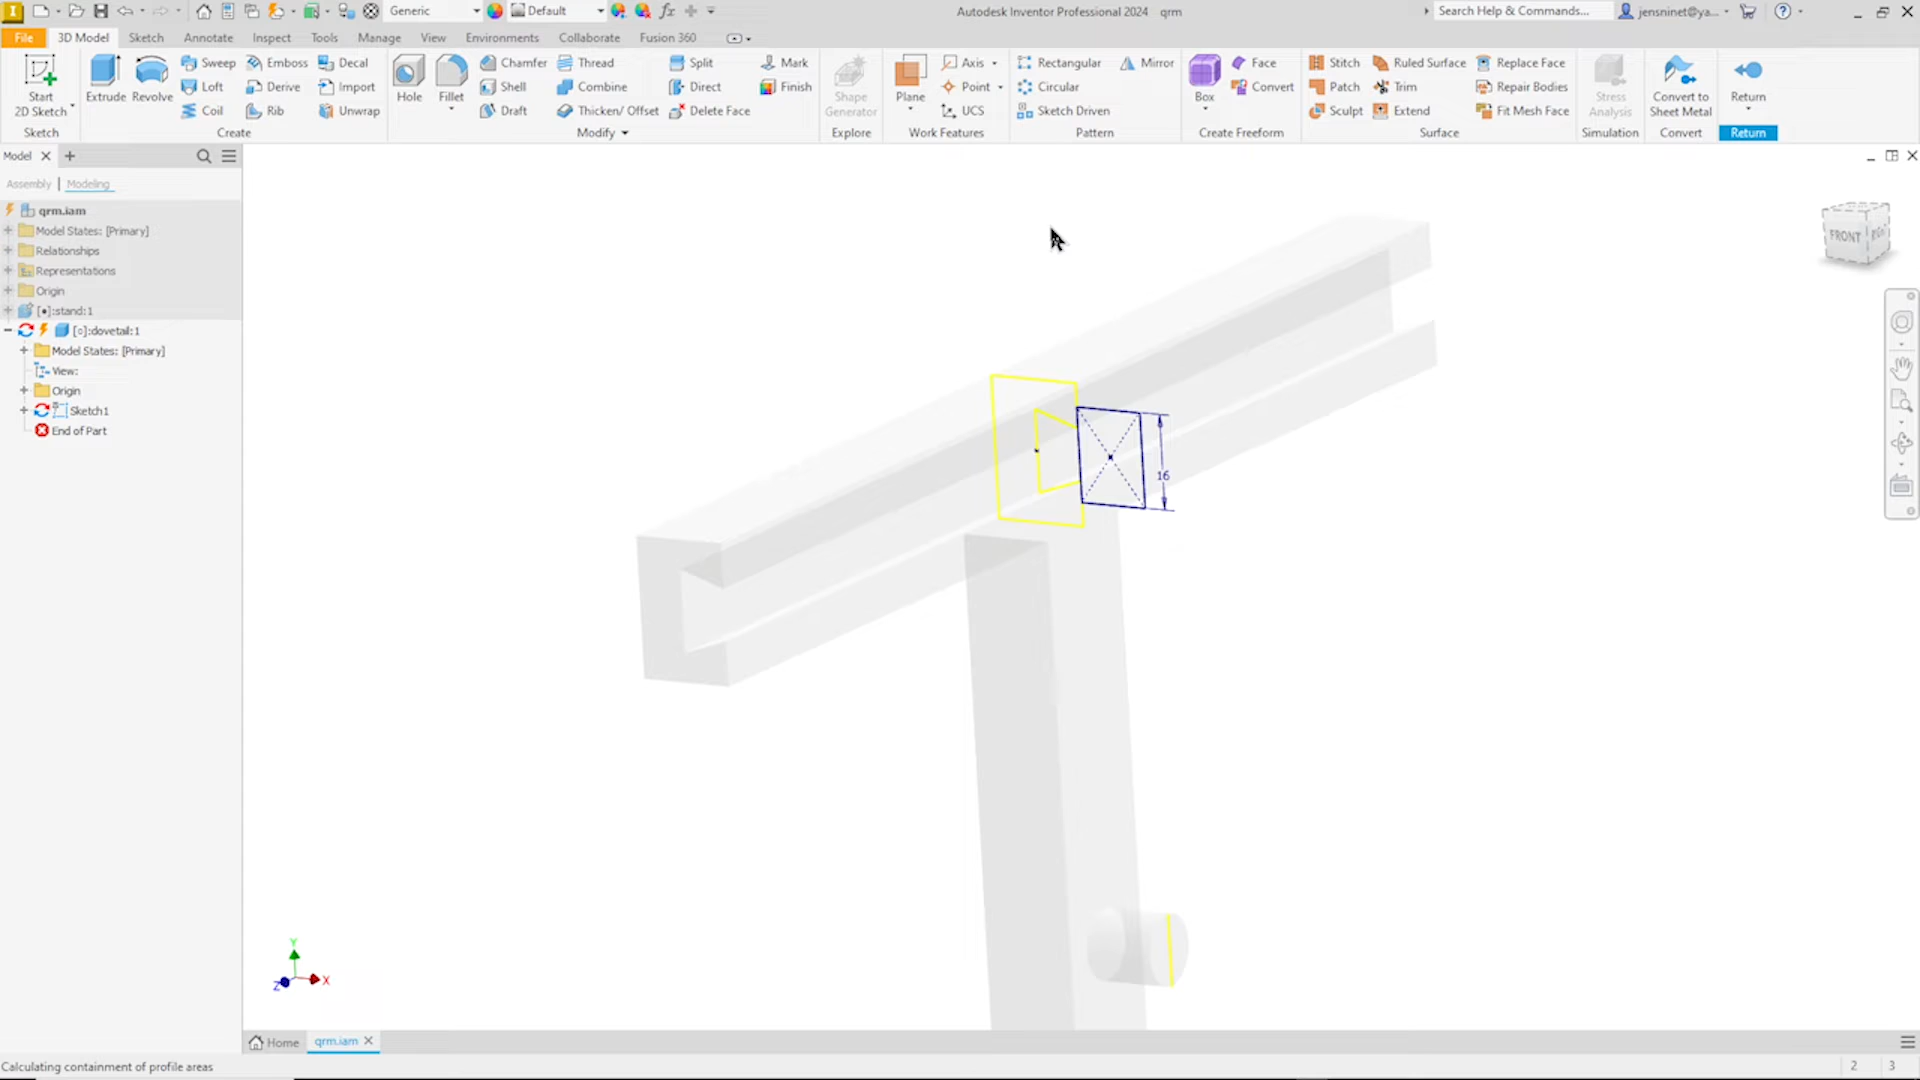 Generic
Default
Autodesk Inventor Professional 2024 qrm
Search Help & Commands...
jensninet@ya...
File 3D Model Sketch Annotate Inspect Tools Manage View Environments Collaborate Fusion 360
Start
2D Sketch
Sketch
Extrude
Revolve
Sweep
Loft
Coil
Emboss
Derive
Rib
Decal
Import
Unwrap
Create
Hole
Fillet
Chamfer
Shell
Draft
Thread
Combine
Thicken/ Offset
Split
Direct
Delete Face
Mark
Finish
Modify
Shape
Generator
Explore
Plane
Axis
Point
UCS
Work Features
Rectangular
Circular
Sketch Driven
Mirror
Pattern
Box
Face
Convert
Create Freeform
Stitch
Patch
Sculpt
Ruled Surface
Trim
Extend
Replace Face
Repair Bodies
Fit Mesh Face
Surface
Stress
Analysis
Simulation
Convert to
Sheet Metal
Convert
Return
Return
Model
Assembly | Modeling
qrm.iam
Model States: [Primary]
Relationships
Representations
Origin
[●]:stand:1
[○]:dovetail:1
Model States: [Primary]
View:
Origin
Sketch1
End of Part
FRONT
16
Y
X
Z
Home qrm.iam
Calculating containment of profile areas
2 3